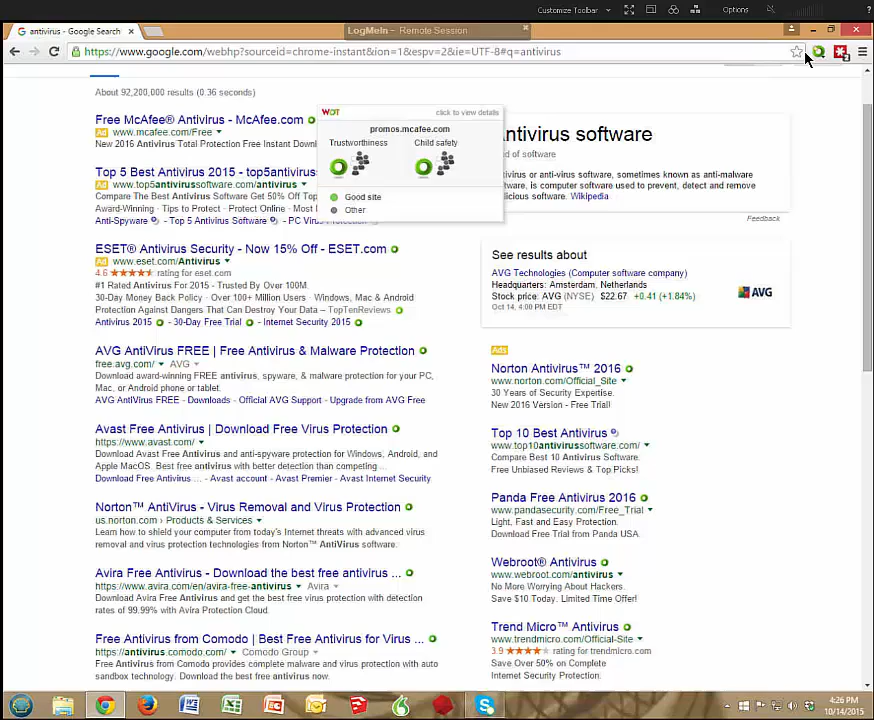 Customize Toolbar
Options
antivirus - Google Search
LogMeIn - Remote Session
https://www.google.com/webhp?sourceid=chrome-instant&ion=1&espv=2&ie=UTF-8#q=antivirus
About 92,200,000 results (0.36 seconds)
Free McAfee® Antivirus - McAfee.com
Ad www.mcafee.com/Free
New 2016 Antivirus Total Protection Free Instant Down
Top 5 Best Antivirus 2015 - top5antivirus
Ad www.top5antivirussoftware.com/antivirus
Compare The Best Antivirus Software Get 50% Off Top
Award-Winning · Tips to Protect · Protect Online · Most
Anti-Spyware - Top 5 Antivirus Software - PC Virus
WOT click to view details
promos.mcafee.com
Trustworthiness Child safety
Good site
Other
ESET® Antivirus Security - Now 15% Off - ESET.com
Ad www.eset.com/Antivirus
4.6 rating for eset.com
#1 Rated Antivirus For 2015 - Trusted By Over 100M.
30-Day Money Back Policy · Over 100+ Million Users · Windows, Mac & Android
Protection Against Dangers That Can Destroy Your Data – TopTenReviews
Antivirus 2015 - 30-Day Free Trial - Internet Security 2015
AVG AntiVirus FREE | Free Antivirus & Malware Protection
free.avg.com/ AVG
Download award-winning FREE antivirus, spyware, & malware protection for your PC,
Mac, or Android phone or tablet.
AVG AntiVirus FREE - Downloads - Official AVG Support - Upgrade from AVG Free
Avast Free Antivirus | Download Free Virus Protection
https://www.avast.com/
Download Avast Free Antivirus and anti-spyware protection for Windows, Android, and
Apple MacOS. Best free antivirus with better detection than competing ...
Download Free Antivirus ... - Avast account - Avast Premier - Avast Internet Security
Norton™ AntiVirus - Virus Removal and Virus Protection
us.norton.com › Products & Services
Learn how to shield your computer from today's Internet threats with advanced virus
removal and virus protection technologies from Norton™ AntiVirus software.
Avira Free Antivirus - Download the best free antivirus ...
https://www.avira.com/en/avira-free-antivirus Avira
Download Avira Free Antivirus and get the best free virus protection with detection
rates of 99.99% with Avira Protection Cloud.
Free Antivirus from Comodo | Best Free Antivirus for Virus ...
https://antivirus.comodo.com/ Comodo Group
Free Antivirus from Comodo provides complete malware and virus protection through auto
sandbox technology. Download the best free antivirus now.
ntivirus software
d of software
tivirus or anti-virus software, sometimes known as anti-malware
, is computer software used to prevent, detect and remove
licious software. Wikipedia
Feedback
See results about
AVG Technologies (Computer software company)
Headquarters: Amsterdam, Netherlands
Stock price: AVG (NYSE) $22.67 +0.41 (+1.84%)
Oct 14, 4:00 PM EDT
AVG
Ads
Norton Antivirus™ 2016
www.norton.com/Official_Site
30 Years of Security Expertise.
New 2016 Version - Free Trial!
Top 10 Best Antivirus
www.top10antivirussoftware.com/
Compare Best 10 Antivirus Software.
Free Unbiased Reviews & Top Picks!
Panda Free Antivirus 2016
www.pandasecurity.com/Free_Trial
Light, Fast and Easy Protection.
Download Free Trial from Panda USA.
Webroot® Antivirus
www.webroot.com/antivirus
No More Worrying About Hackers.
Save $10 Today. Limited Time Offer!
Trend Micro™ Antivirus
www.trendmicro.com/Official-Site
3.9 rating for trendmicro.com
Save Over 50% on Complete
Internet Security Protection.
4:26 PM
10/14/2015